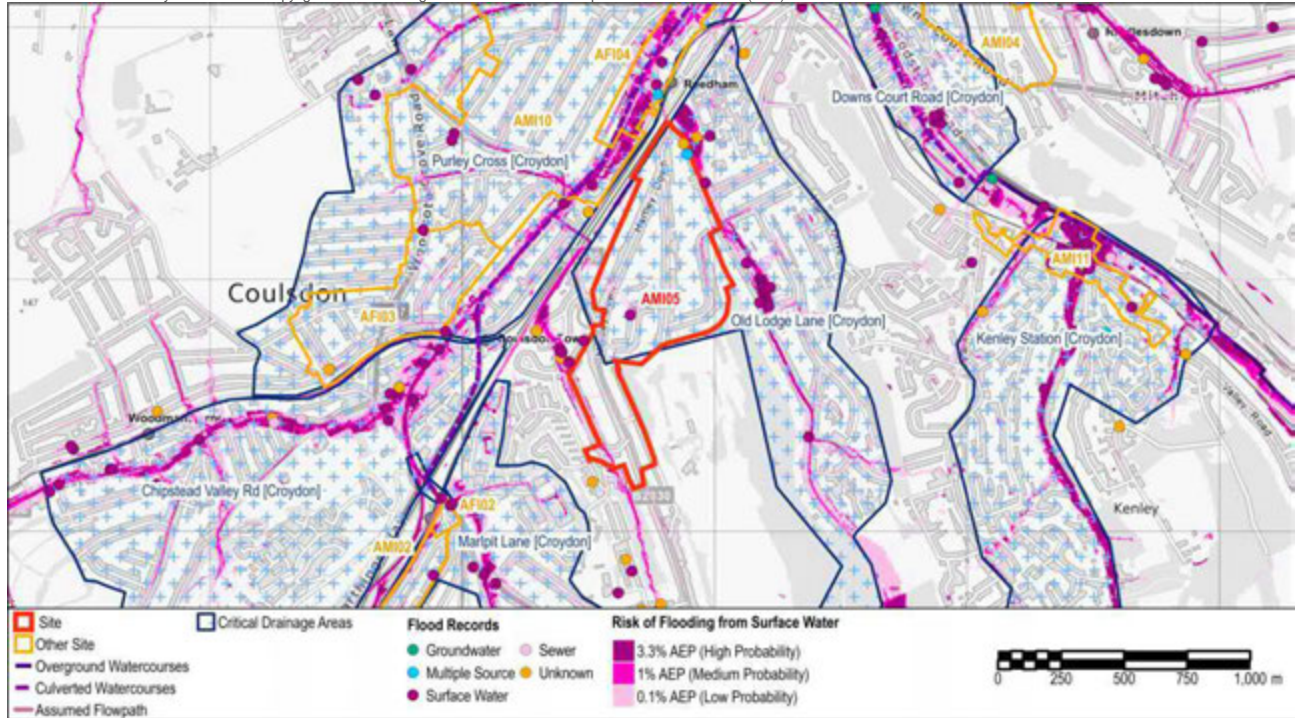 AMI04
AFI04
Reedham
Downs Court Road [Croydon]
AMI10
Purley Cross [Croydon]
AMI11
Coulsdon
147
AMI05
AFI03
Old Lodge Lane [Croydon]
Kenley Station [Croydon]
Valley Road
Chipstead Valley Rd [Croydon]
AFI02
Kenley
AMI02
Marlpit Lane [Croydon]
Site
Critical Drainage Areas
Flood Records
Risk of Flooding from Surface Water
Other Site
Groundwater
Sewer
3.3% AEP (High Probability)
Overground Watercourses
Multiple Source
Unknown
1% AEP (Medium Probability)
Culverted Watercourses
Surface Water
0.1% AEP (Low Probability)
Assumed Flowpath
0 250 500 750 1,000 m